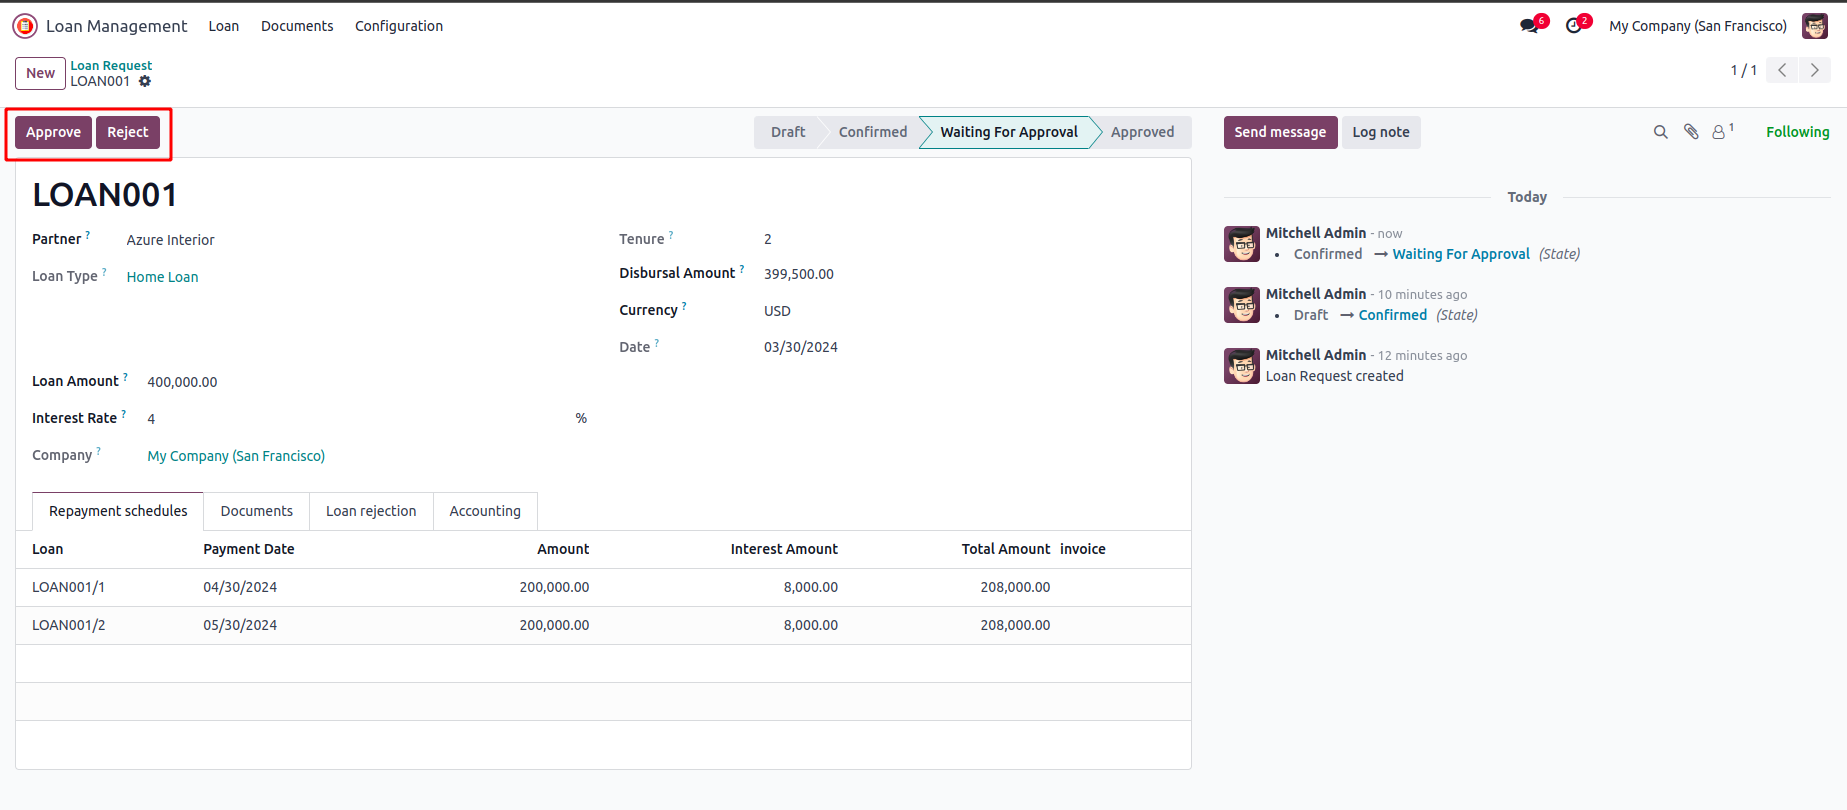 Loan Management Loan Documents Configuration 6 2 My Company (San Francisco)
New Loan Request
LOAN001
1 / 1
Approve Reject Draft Confirmed Waiting For Approval Approved Send message Log note 1 Following
LOAN001
Today
Partner ? Azure Interior Tenure ? 2
Loan Type ? Home Loan Disbursal Amount ? 399,500.00
Currency ? USD
Date ? 03/30/2024
Loan Amount ? 400,000.00
Interest Rate ? 4 %
Company ? My Company (San Francisco)
Mitchell Admin - now
• Confirmed → Waiting For Approval (State)
Mitchell Admin - 10 minutes ago
• Draft → Confirmed (State)
Mitchell Admin - 12 minutes ago
Loan Request created
Repayment schedules Documents Loan rejection Accounting
Loan Payment Date Amount Interest Amount Total Amount invoice
LOAN001/1 04/30/2024 200,000.00 8,000.00 208,000.00
LOAN001/2 05/30/2024 200,000.00 8,000.00 208,000.00